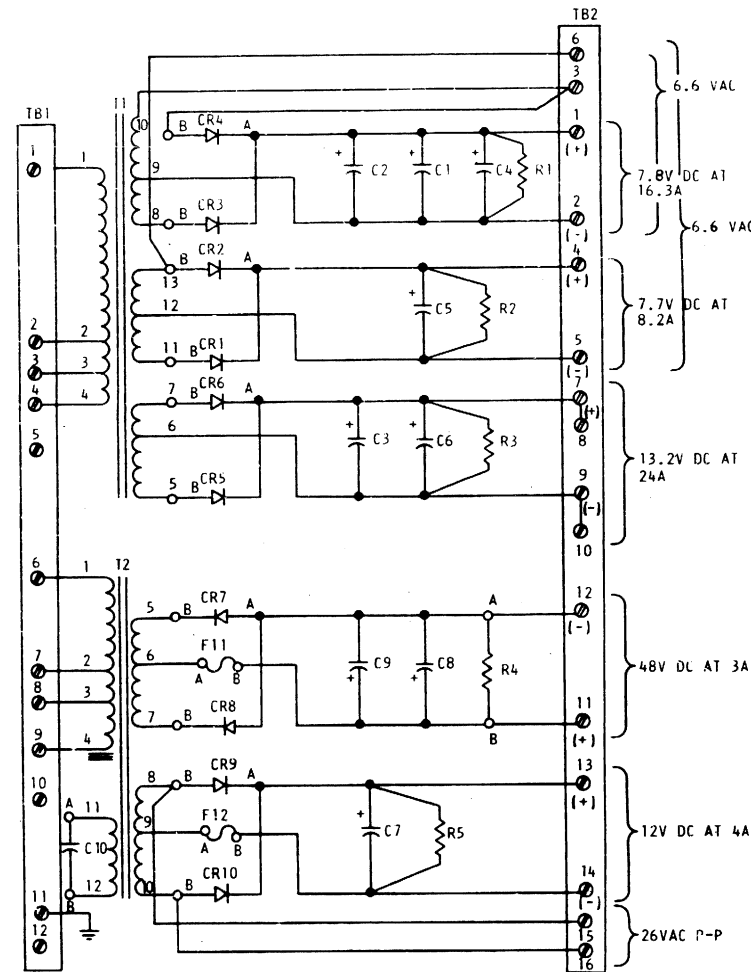 TB2
6
3
6.6 VAC
TB1
T1
10 B CR4 A
1
1 1
(+)
C2 C1 C4 R1
7.8V DC AT
16.3A
9
8 B CR3
2
(-)
6.6 VAC
B CR2 A
4
13
(+)
12
C5 R2
7.7V DC AT
8.2A
2 2
3 3
11 B CR1
5
(-)
4 4
7 B CR6 A
7
(+)
8
6
C3 C6 R3
5
13.2V DC AT
24A
5 B CR5
9
(-)
10
6 1 T2
5 B CR7 A
A
12
(-)
F11
6
A B
C9 C8 R4
48V DC AT 3A
7 2
8 3
7 B CR8
11
(+)
B
9 4
8 B CR9 A
13
(+)
10
A 11
F12
9
A B
C7 R5
12V DC AT 4A
C10
12
B
10 B CR10
14
(-)
11
15
26VAC P-P
12
16